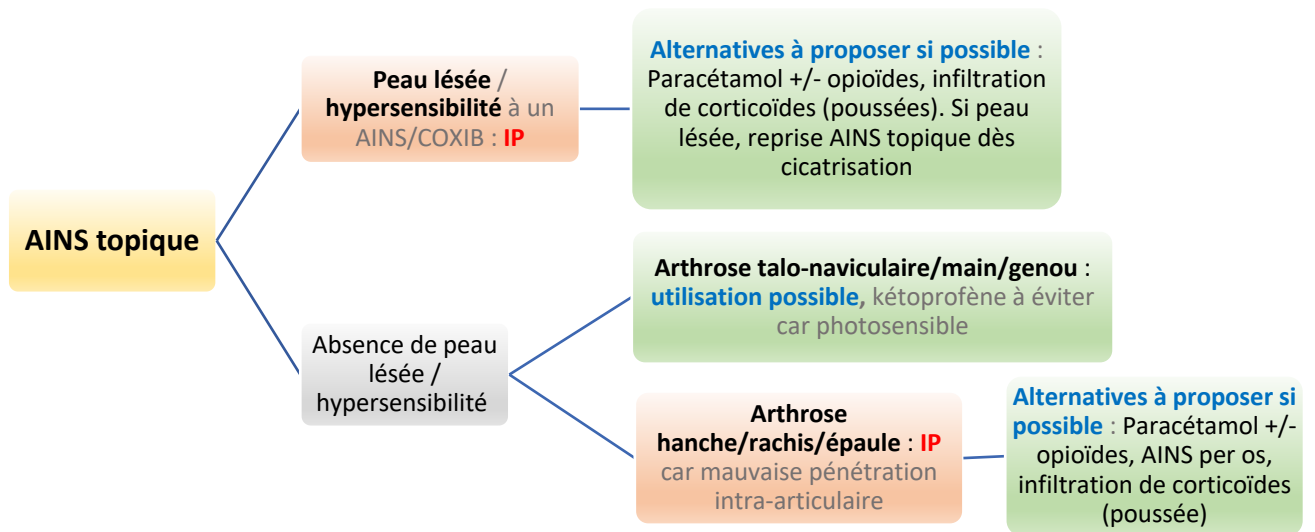 AINS topique
Peau lésée /
hypersensibilité à un
AINS/COXIB : IP
Alternatives à proposer si possible :
Paracétamol +/- opioïdes, infiltration
de corticoïdes (poussées). Si peau
lésée, reprise AINS topique dès
cicatrisation
Absence de peau
lésée /
hypersensibilité
Arthrose talo-naviculaire/main/genou :
utilisation possible, kétoprofène à éviter
car photosensible
Arthrose
hanche/rachis/épaule : IP
car mauvaise pénétration
intra-articulaire
Alternatives à proposer si
possible : Paracétamol +/-
opioïdes, AINS per os,
infiltration de corticoïdes
(poussée)